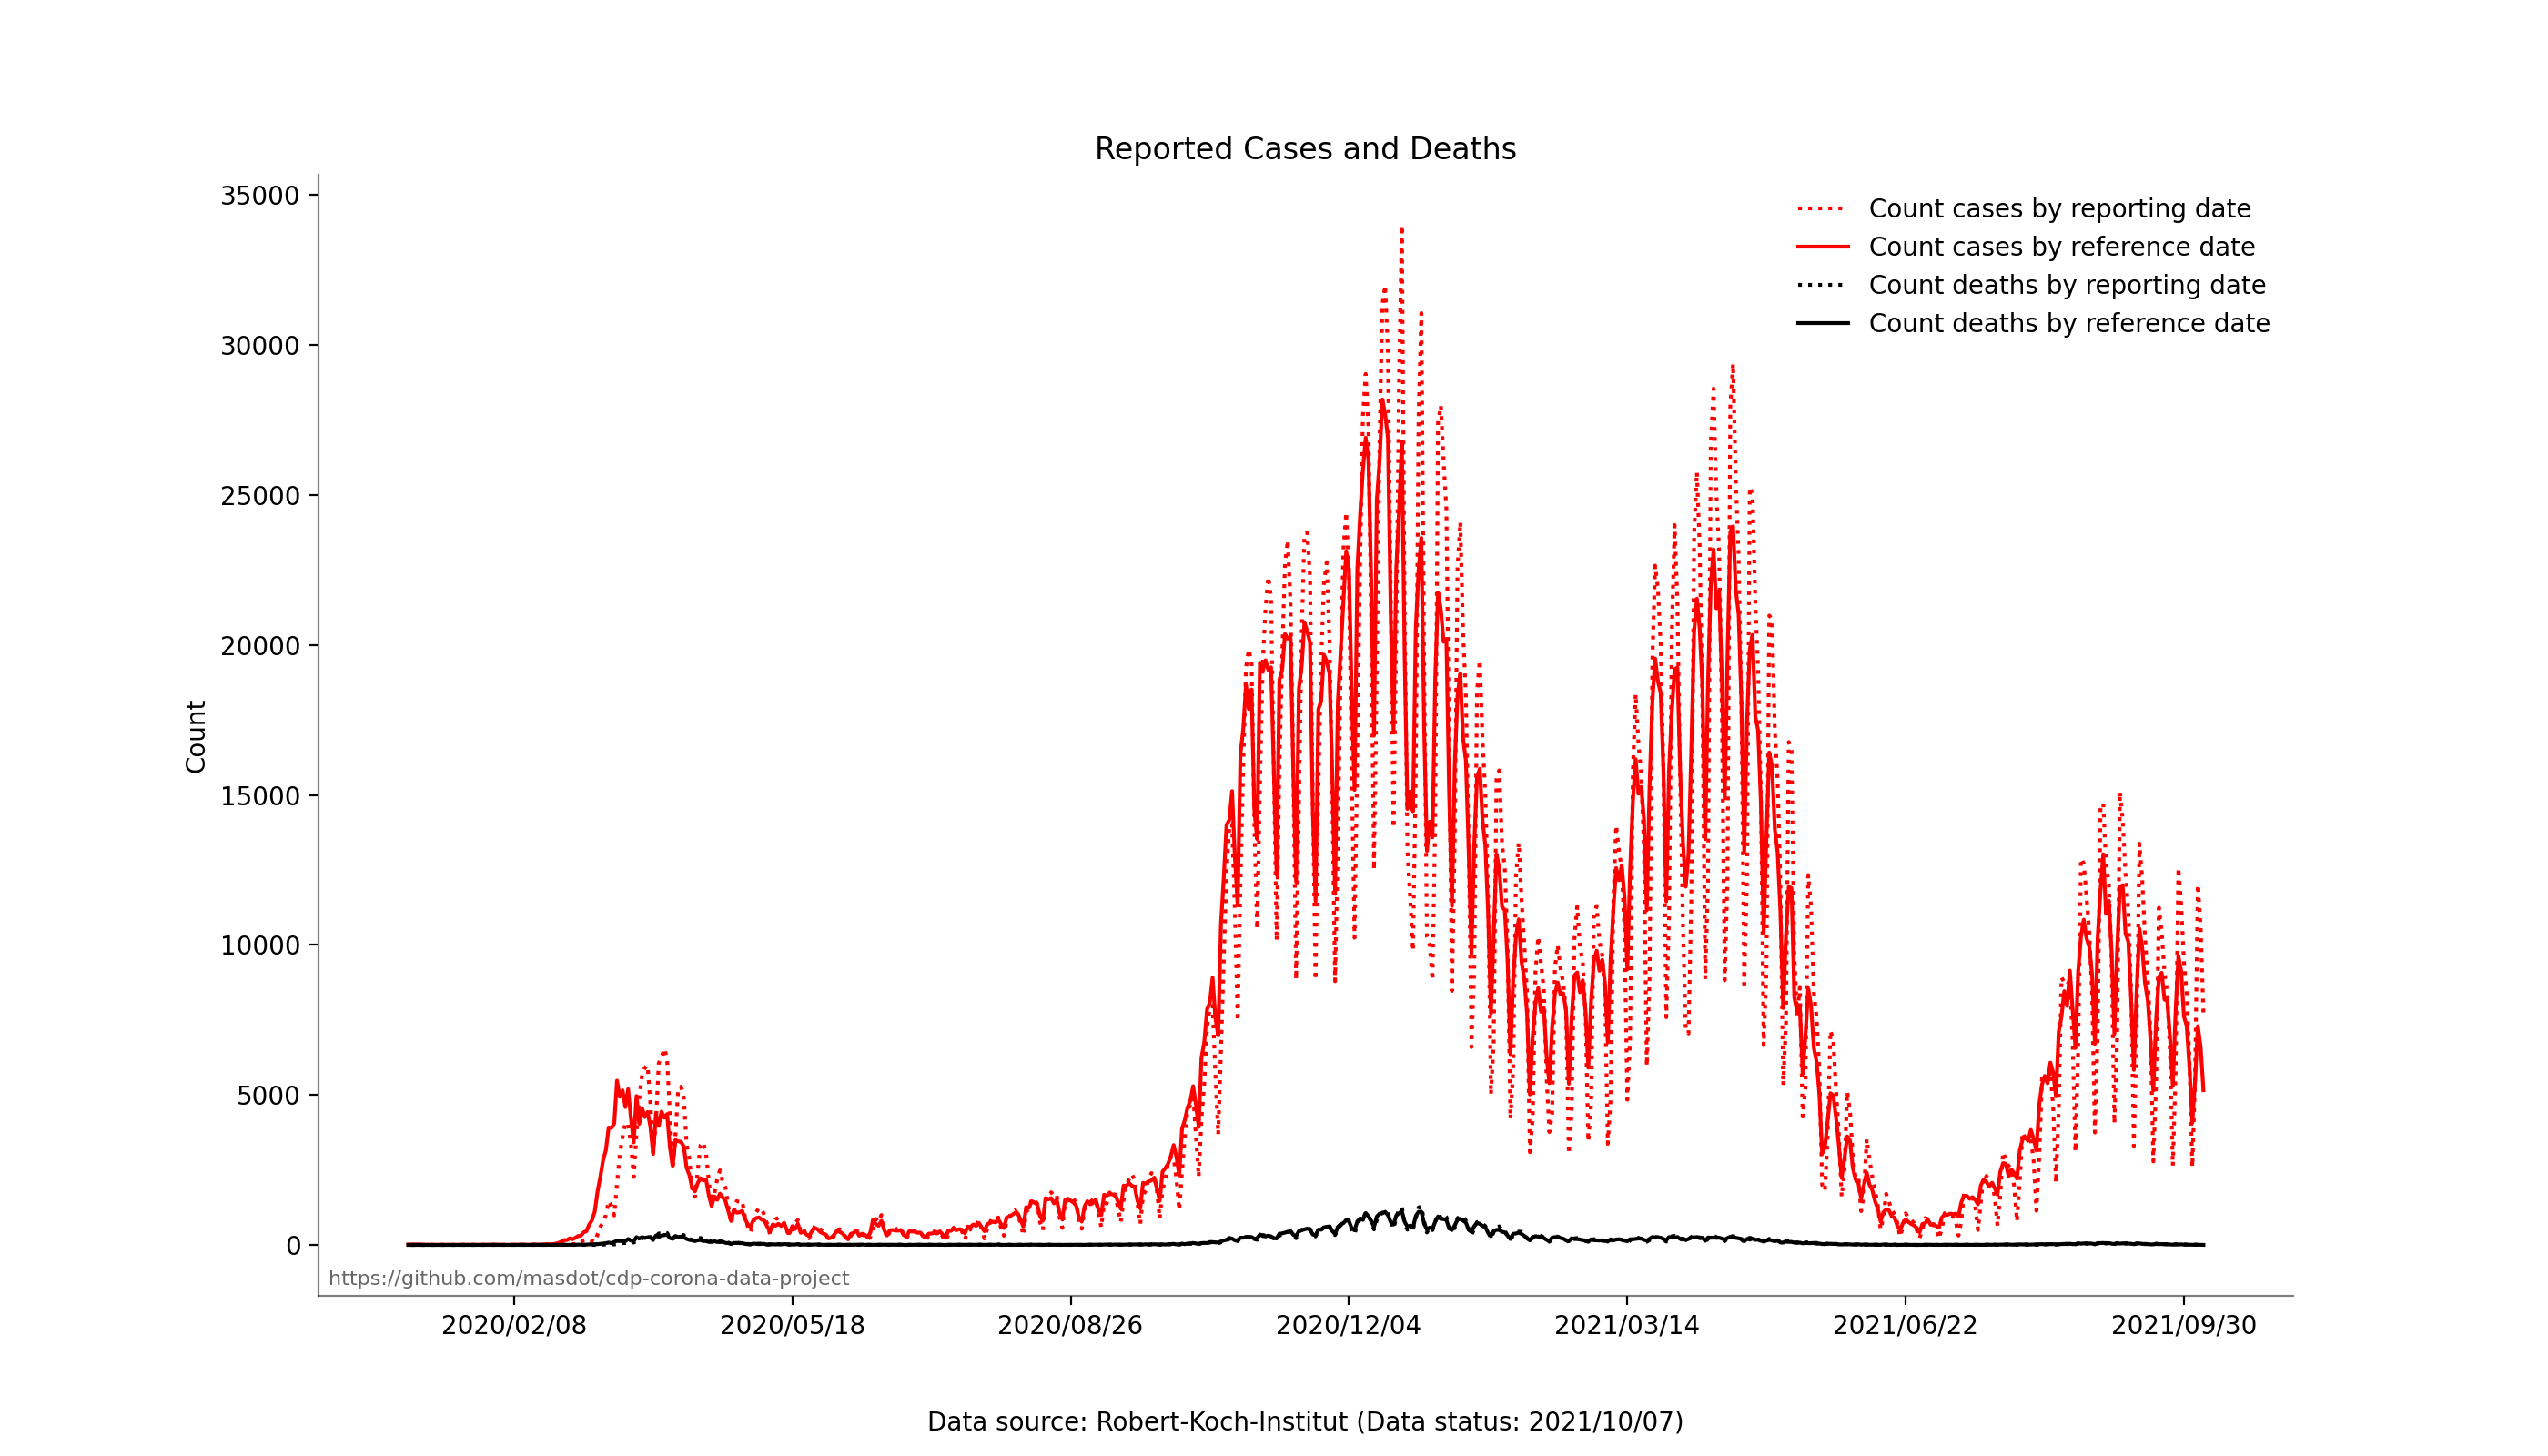 Reported Cases and Deaths
35000
30000
25000
20000
15000
10000
5000
0
Count
Count cases by reporting date
Count cases by reference date
Count deaths by reporting date
Count deaths by reference date
https://github.com/masdot/cdp-corona-data-project
2020/02/08 2020/05/18 2020/08/26 2020/12/04 2021/03/14 2021/06/22 2021/09/30
Data source: Robert-Koch-Institut (Data status: 2021/10/07)